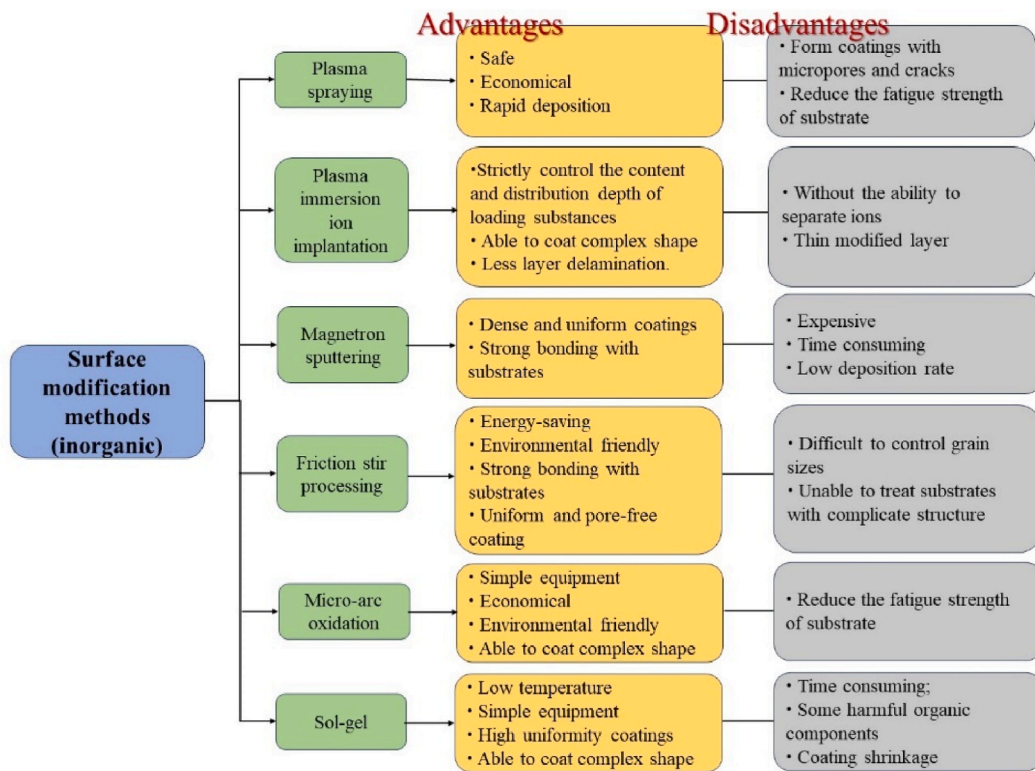 Advantages
Disadvantages
Surface
modification
methods
(inorganic)
Plasma
spraying
• Safe
• Economical
• Rapid deposition
• Form coatings with
micropores and cracks
• Reduce the fatigue strength
of substrate
Plasma
immersion
ion
implantation
•Strictly control the content
and distribution depth of
loading substances
• Able to coat complex shape
• Less layer delamination.
• Without the ability to
separate ions
• Thin modified layer
Magnetron
sputtering
• Dense and uniform coatings
• Strong bonding with
substrates
• Expensive
• Time consuming
• Low deposition rate
Friction stir
processing
• Energy-saving
• Environmental friendly
• Strong bonding with
substrates
• Uniform and pore-free
coating
• Difficult to control grain
sizes
• Unable to treat substrates
with complicate structure
Micro-arc
oxidation
• Simple equipment
• Economical
• Environmental friendly
• Able to coat complex shape
• Reduce the fatigue strength
of substrate
Sol-gel
• Low temperature
• Simple equipment
• High uniformity coatings
• Able to coat complex shape
• Time consuming;
• Some harmful organic
components
• Coating shrinkage